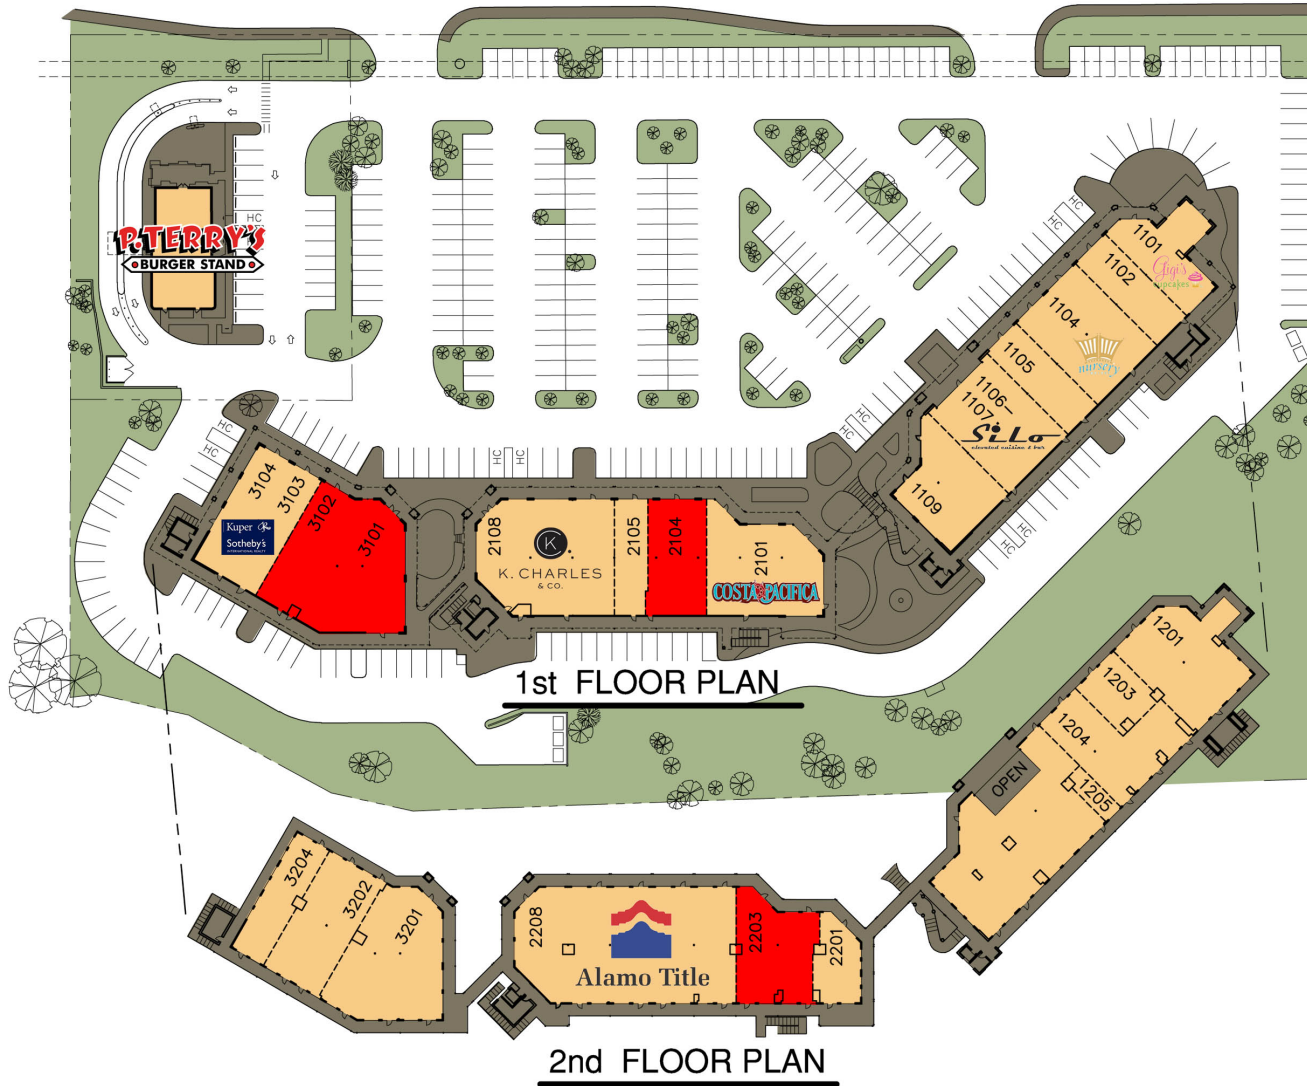 HC
P.TERRY'S
BURGER STAND
HC
1101
Gigi's
cupcakes
1102
1104
nursery
1105
1106
1107
SiLo
elevated cuisine & bar
1109
HC
HC
HC
HC
HC
HC
3104
3103
3102
3101
Kuper
Sotheby's
INTERNATIONAL REALTY
2108
K
K. CHARLES
& CO.
2105
2104
2101
COSTA PACIFICA
1st FLOOR PLAN
1201
1203
1204
OPEN
1205
3204
3202
3201
2208
Alamo Title
2203
2201
2nd FLOOR PLAN